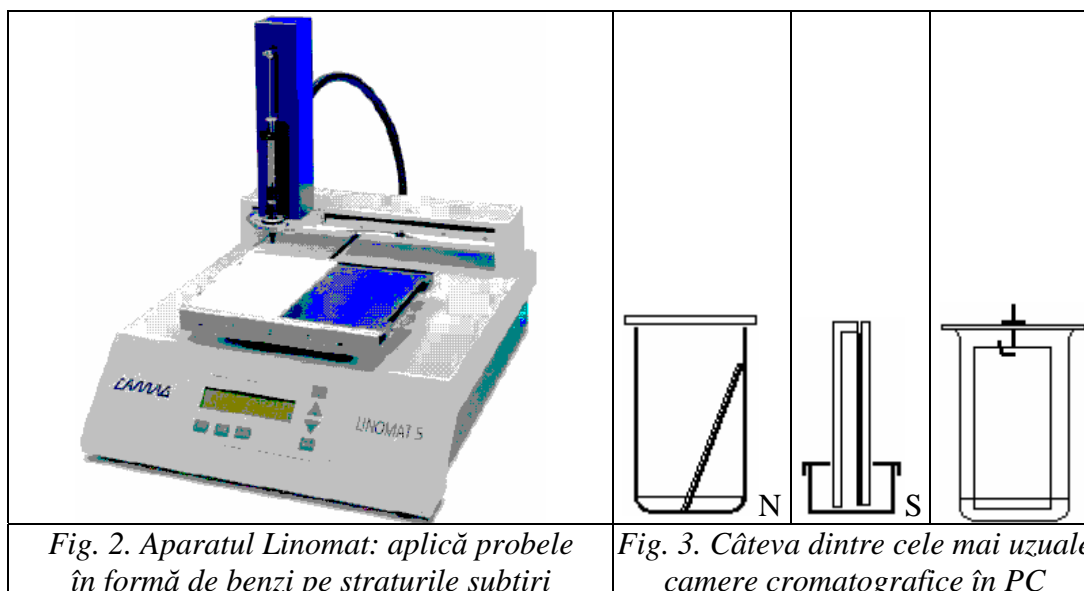 CAMAG
LINOMAT 5
N
S
Fig. 2. Aparatul Linomat: aplică probele
în formă de benzi pe straturile subţiri
Fig. 3. Câteva dintre cele mai uzuale
camere cromatografice în PC